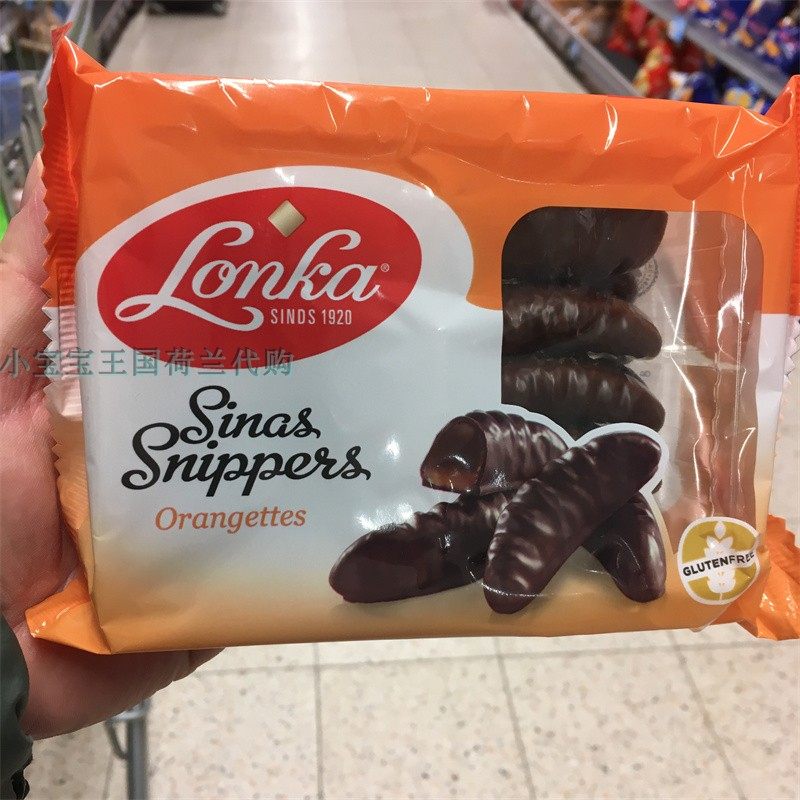 Lonka®
SINDS 1920
小宝宝王国荷兰代购
Sinas
Snippers
Orangettes
GLUTENFREE